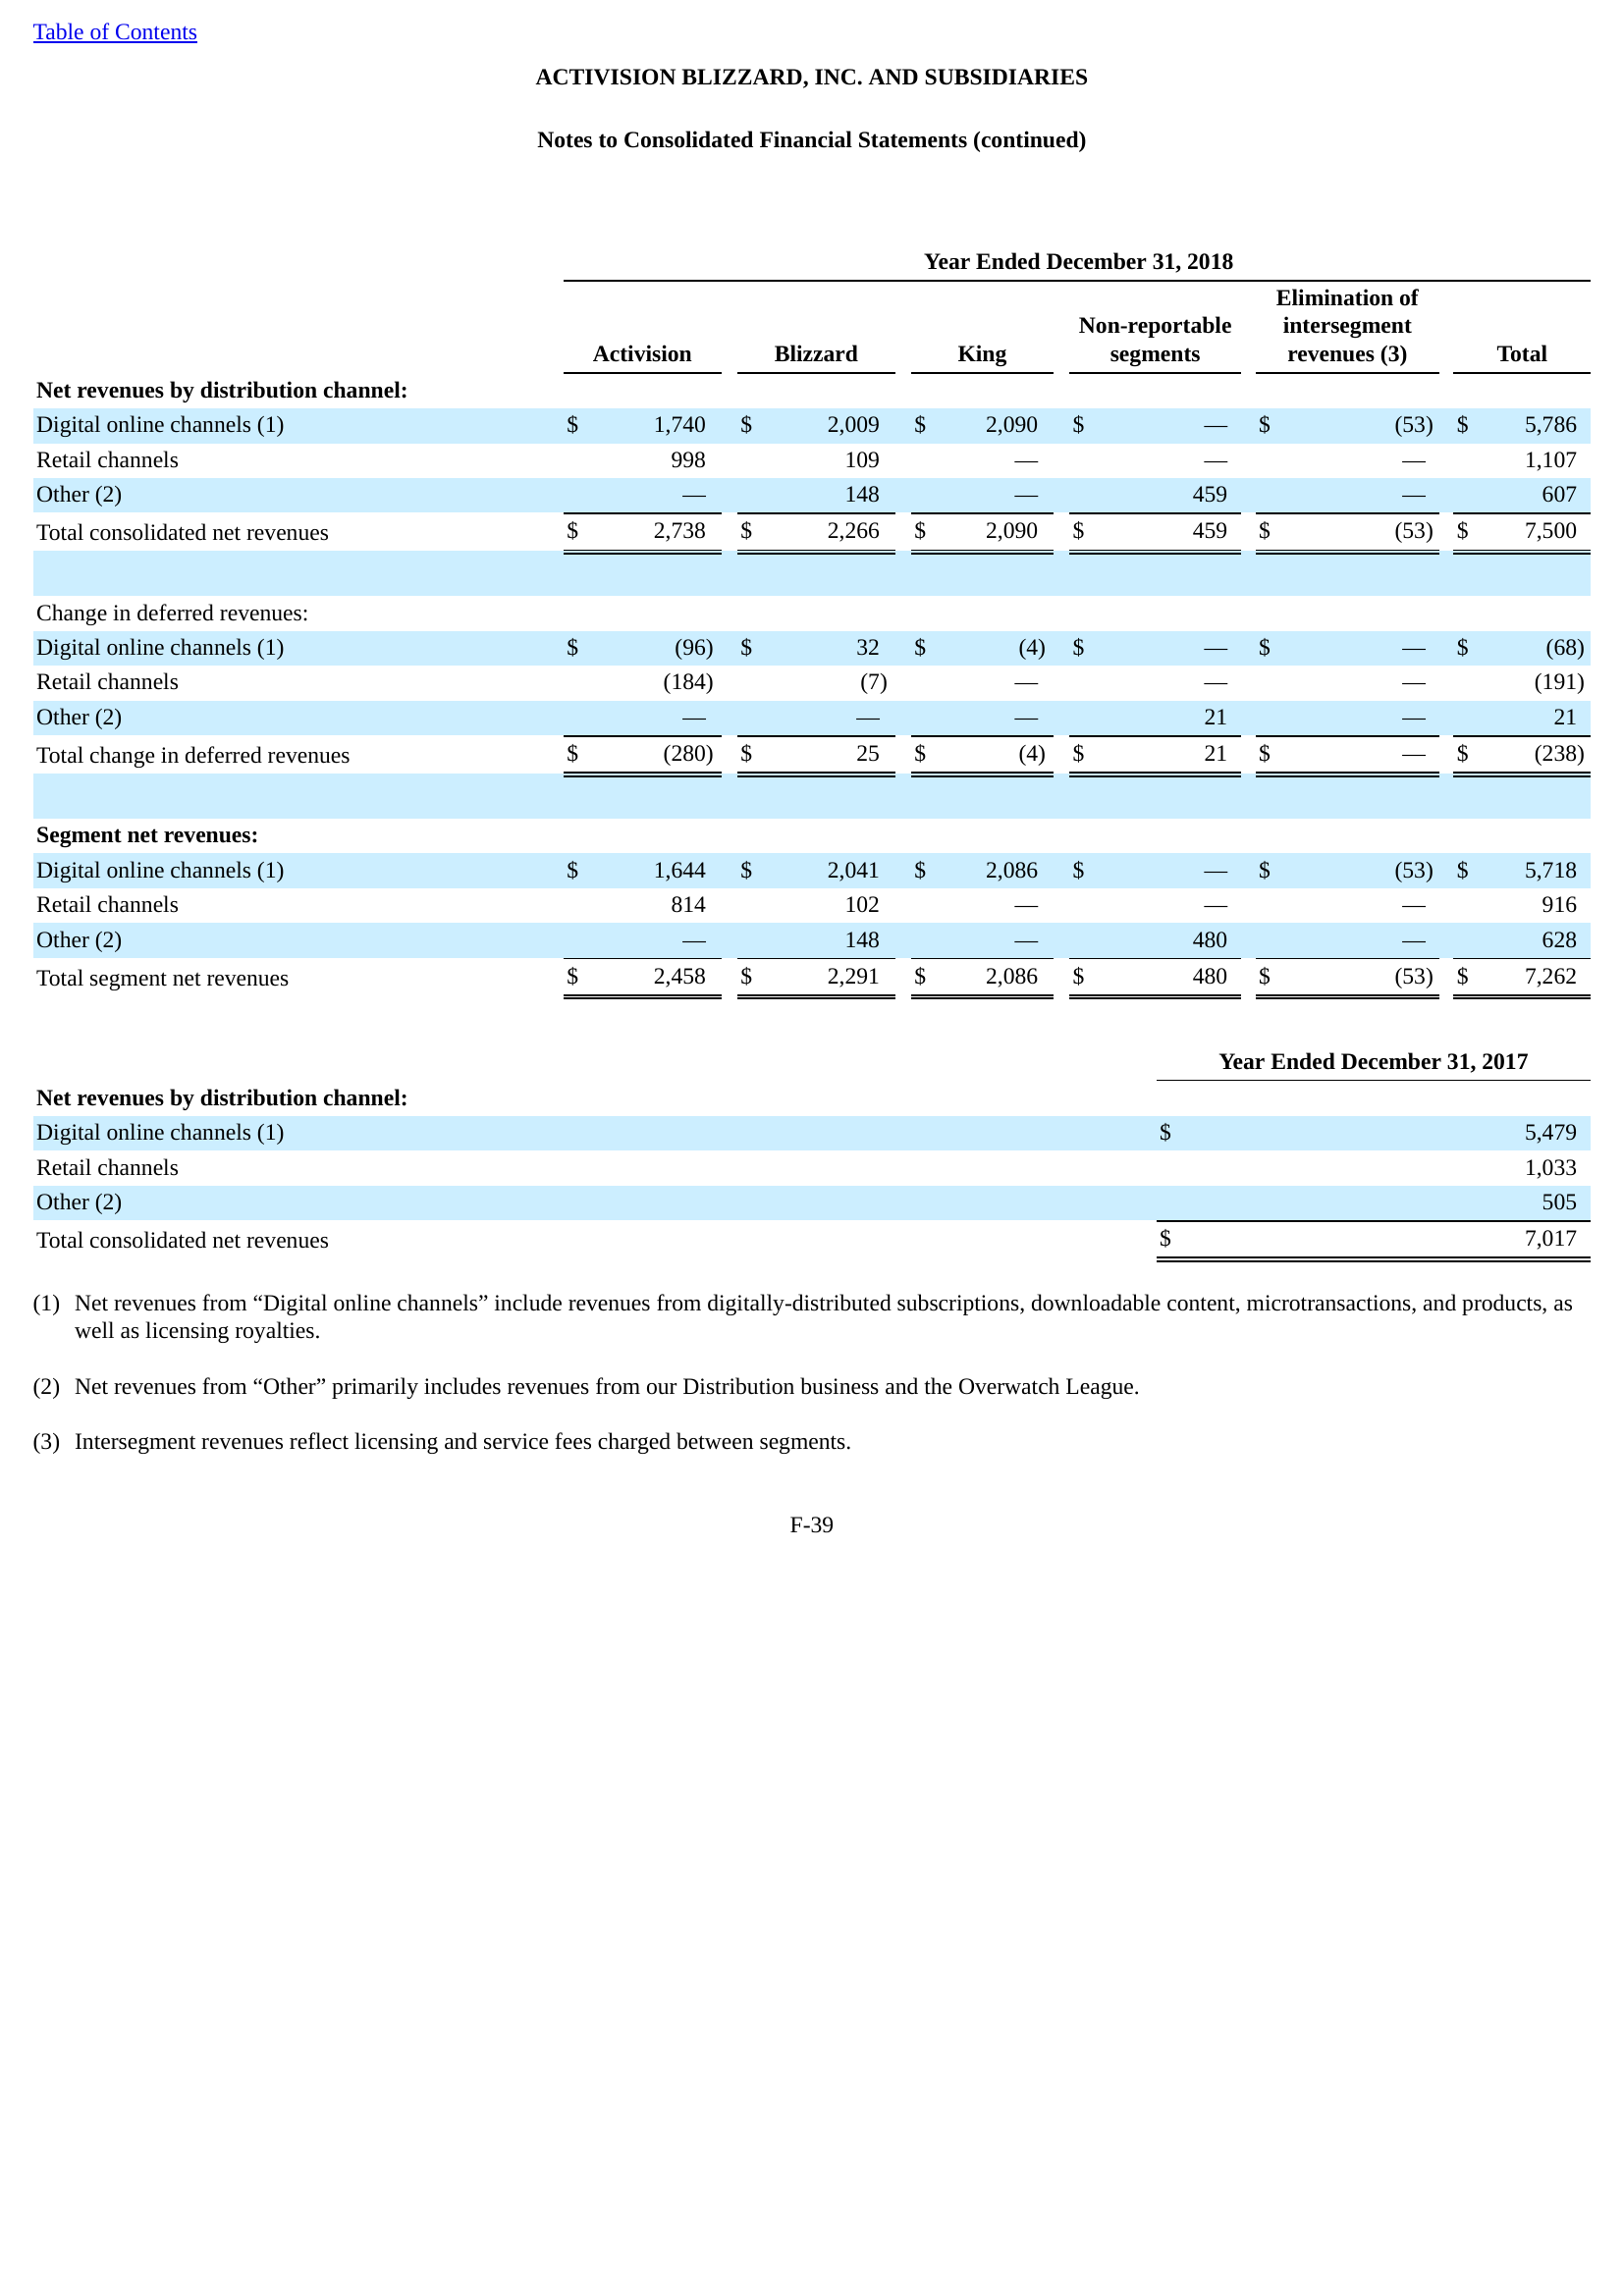 Table of Contents
ACTIVISION BLIZZARD, INC. AND SUBSIDIARIES
Notes to Consolidated Financial Statements (continued)
Year Ended December 31, 2018
Activision Blizzard King Non-reportable segments Elimination of intersegment revenues (3) Total
Net revenues by distribution channel:
Digital online channels (1) $ 1,740 $ 2,009 $ 2,090 $ — $ (53) $ 5,786
Retail channels 998 109 — — — 1,107
Other (2) — 148 — 459 — 607
Total consolidated net revenues $ 2,738 $ 2,266 $ 2,090 $ 459 $ (53) $ 7,500
Change in deferred revenues:
Digital online channels (1) $ (96) $ 32 $ (4) $ — $ — $ (68)
Retail channels (184) (7) — — — (191)
Other (2) — — — 21 — 21
Total change in deferred revenues $ (280) $ 25 $ (4) $ 21 $ — $ (238)
Segment net revenues:
Digital online channels (1) $ 1,644 $ 2,041 $ 2,086 $ — $ (53) $ 5,718
Retail channels 814 102 — — — 916
Other (2) — 148 — 480 — 628
Total segment net revenues $ 2,458 $ 2,291 $ 2,086 $ 480 $ (53) $ 7,262
Year Ended December 31, 2017
Net revenues by distribution channel:
Digital online channels (1) $ 5,479
Retail channels 1,033
Other (2) 505
Total consolidated net revenues $ 7,017
(1) Net revenues from “Digital online channels” include revenues from digitally-distributed subscriptions, downloadable content, microtransactions, and products, as
well as licensing royalties.
(2) Net revenues from “Other” primarily includes revenues from our Distribution business and the Overwatch League.
(3) Intersegment revenues reflect licensing and service fees charged between segments.
F-39